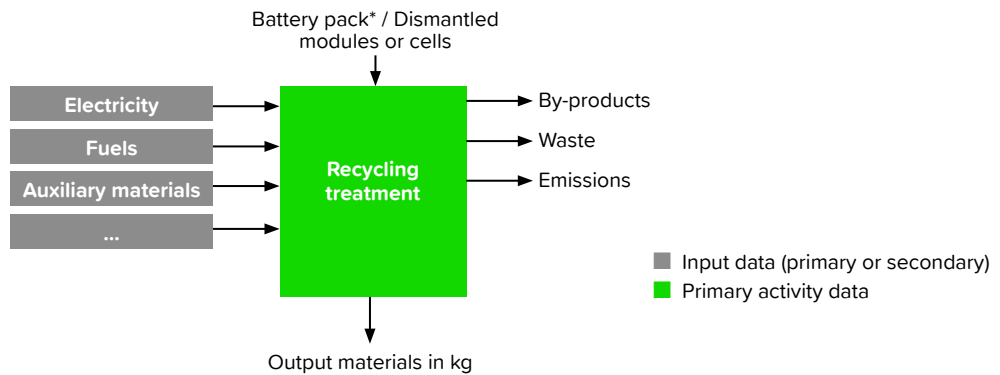 Battery pack* / Dismantled
modules or cells
Electricity
Fuels
Auxiliary materials
...
Recycling
treatment
By-products
Waste
Emissions
Input data (primary or secondary)
Primary activity data
Output materials in kg